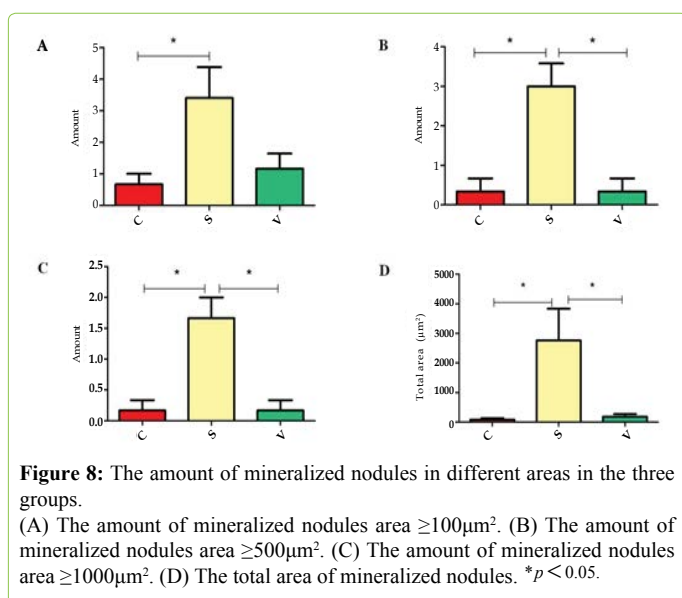 A
*
5
4
3
2
1
0
Amount
C
S
V
B
*
*
4
3
2
1
0
Amount
C
S
V
C
*
*
2.5
2.0
1.5
1.0
0.5
0.0
Amount
C
S
V
D
*
*
5000
4000
3000
2000
1000
0
Total area (μm²)
C
S
V
Figure 8: The amount of mineralized nodules in different areas in the three
groups.
(A) The amount of mineralized nodules area ≥100μm². (B) The amount of
mineralized nodules area ≥500μm². (C) The amount of mineralized nodules
area ≥1000μm². (D) The total area of mineralized nodules. *p＜0.05.